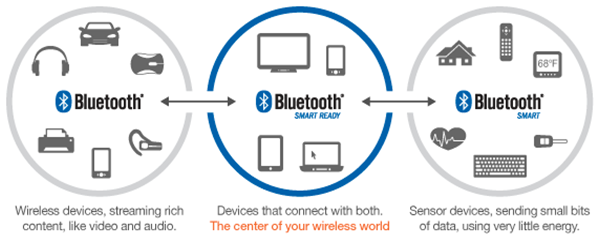 68°F
Bluetooth®
Bluetooth®
SMART READY
Bluetooth®
SMART
Wireless devices, streaming rich
content, like video and audio.
Devices that connect with both.
The center of your wireless world
Sensor devices, sending small bits
of data, using very little energy.